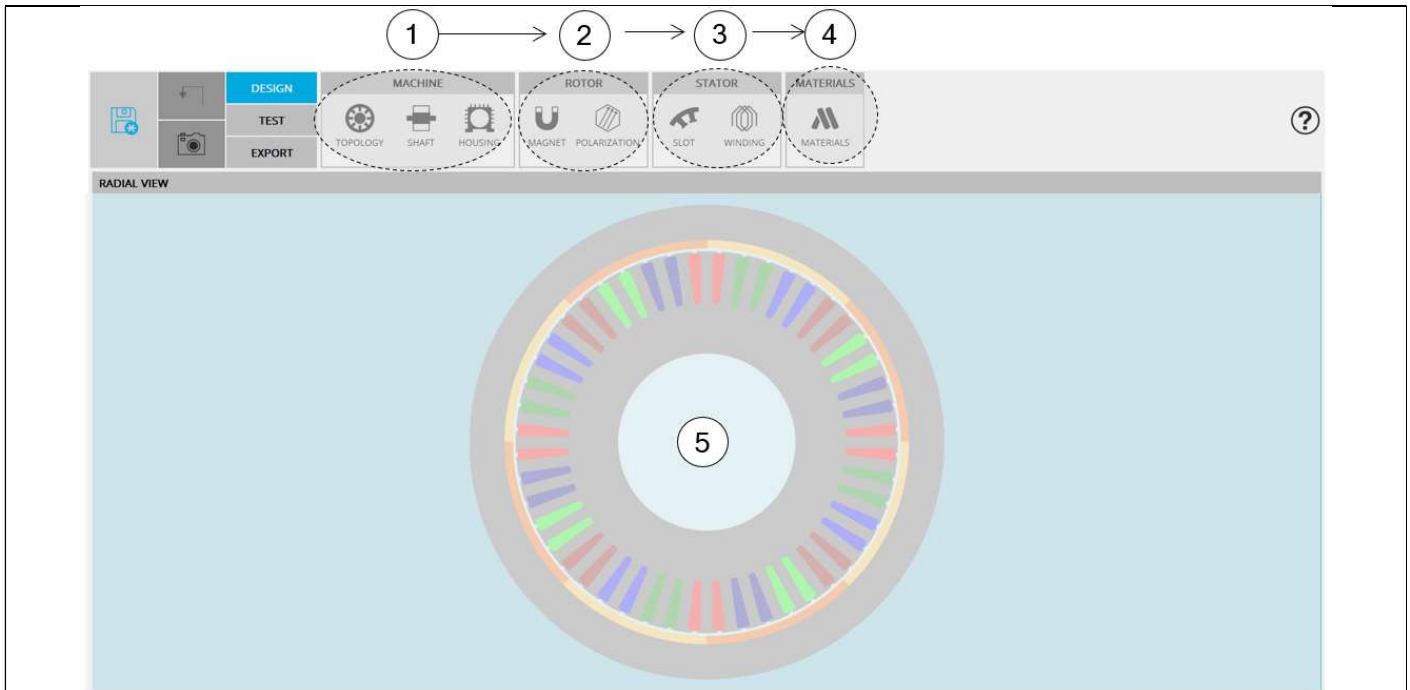 1 2 3 4
DESIGN MACHINE ROTOR STATOR MATERIALS
TEST
TOPOLOGY SHAFT HOUSING MAGNET POLARIZATION SLOT WINDING MATERIALS
EXPORT
?
RADIAL VIEW
5